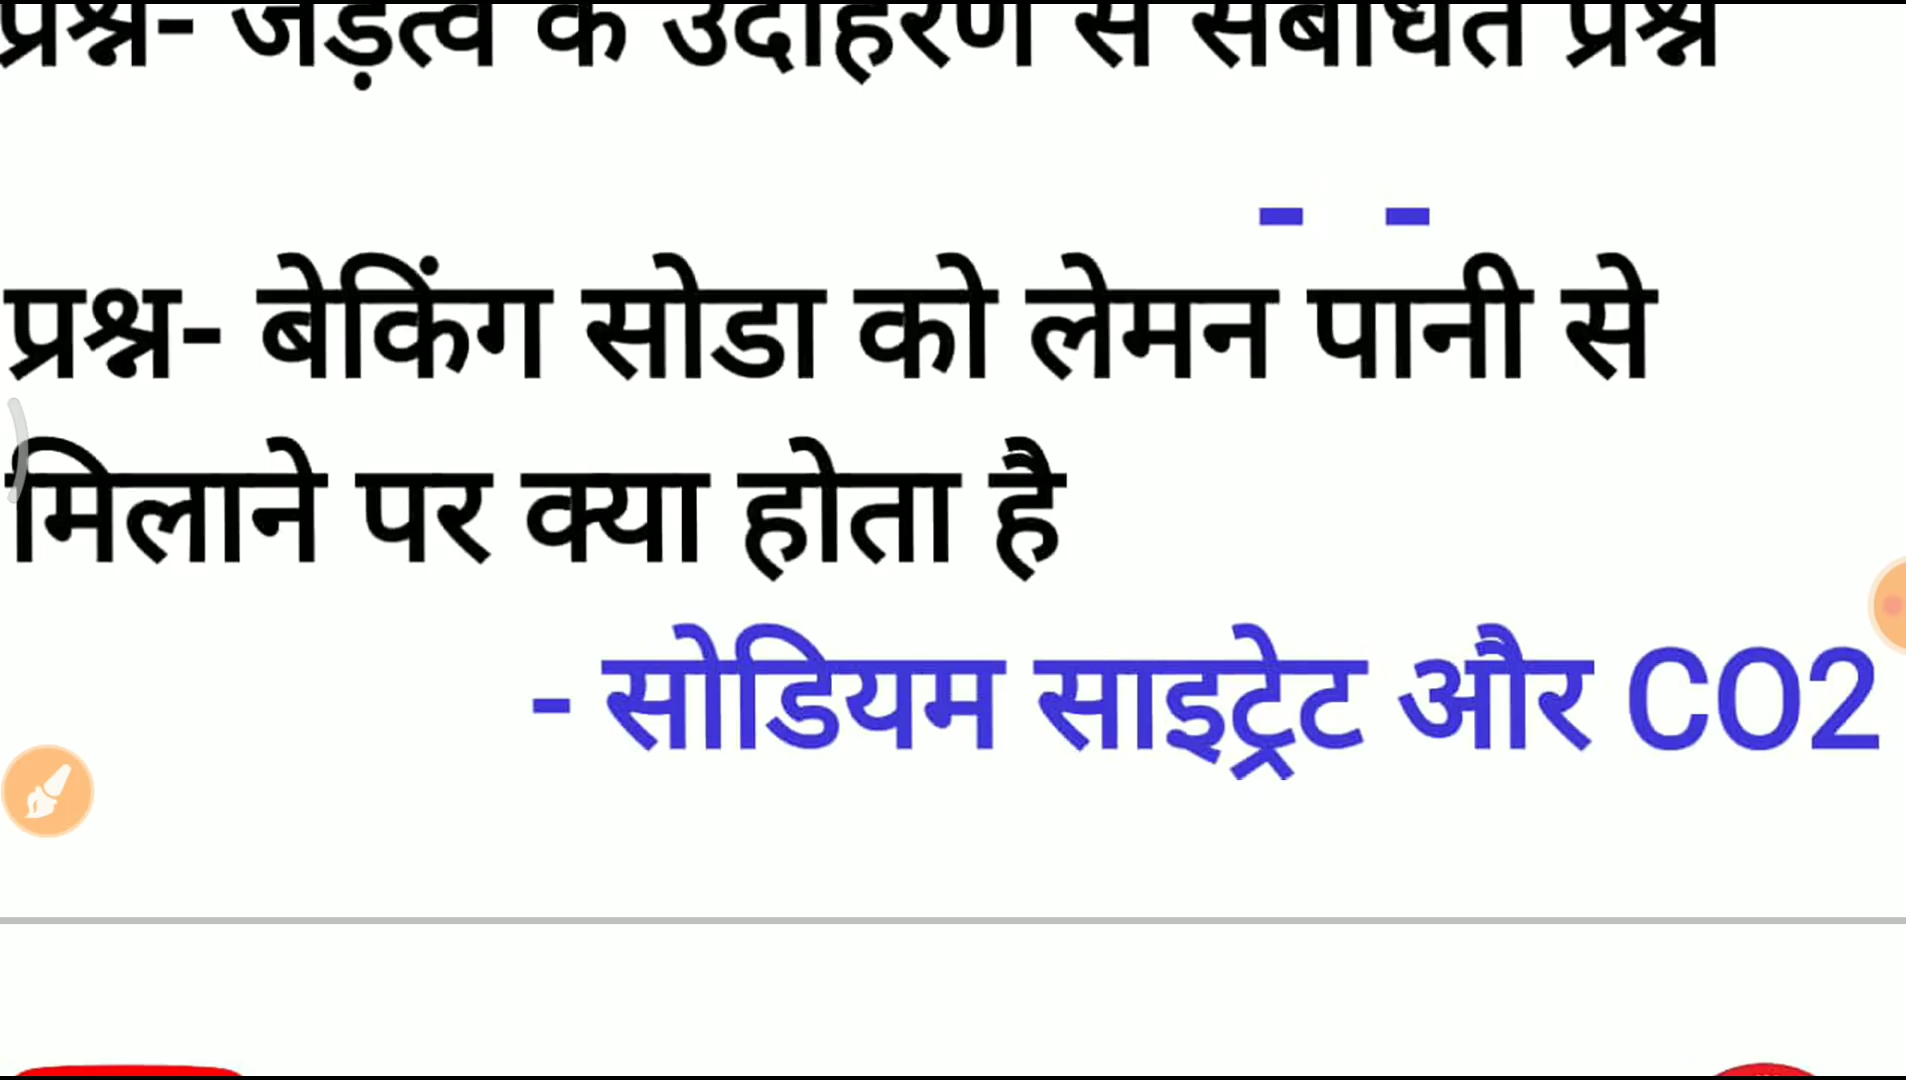 प्रश्न- जड़त्व के उदाहरण से संबंधित प्रश्न
- -
प्रश्न- बेकिंग सोडा को लेमन पानी से
मिलाने पर क्या होता है
- सोडियम साइट्रेट और CO2